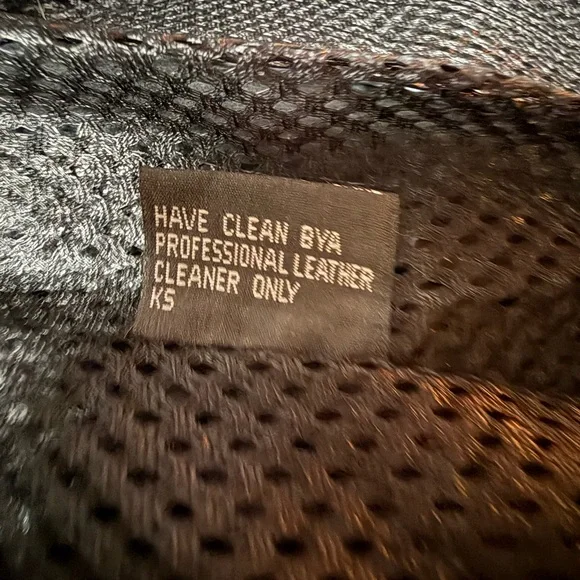 HAVE CLEAN BYA
PROFESSIONAL LEATHER
CLEANER ONLY
KS